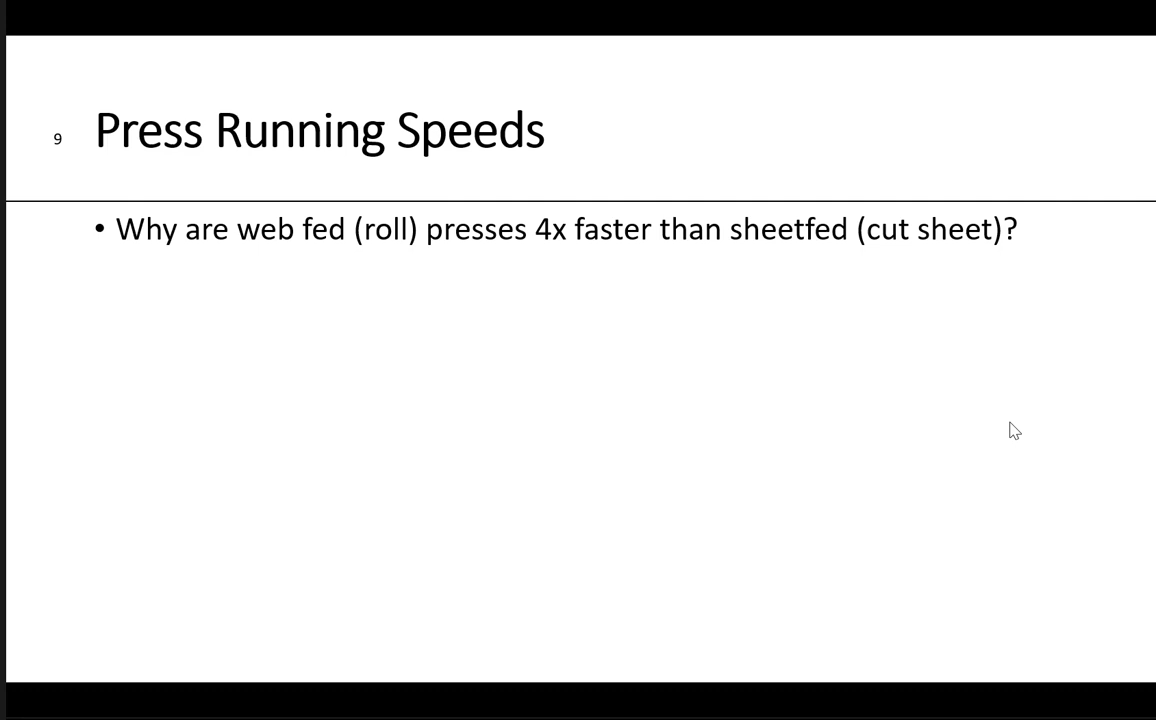 9 Press Running Speeds
• Why are web fed (roll) presses 4x faster than sheetfed (cut sheet)?